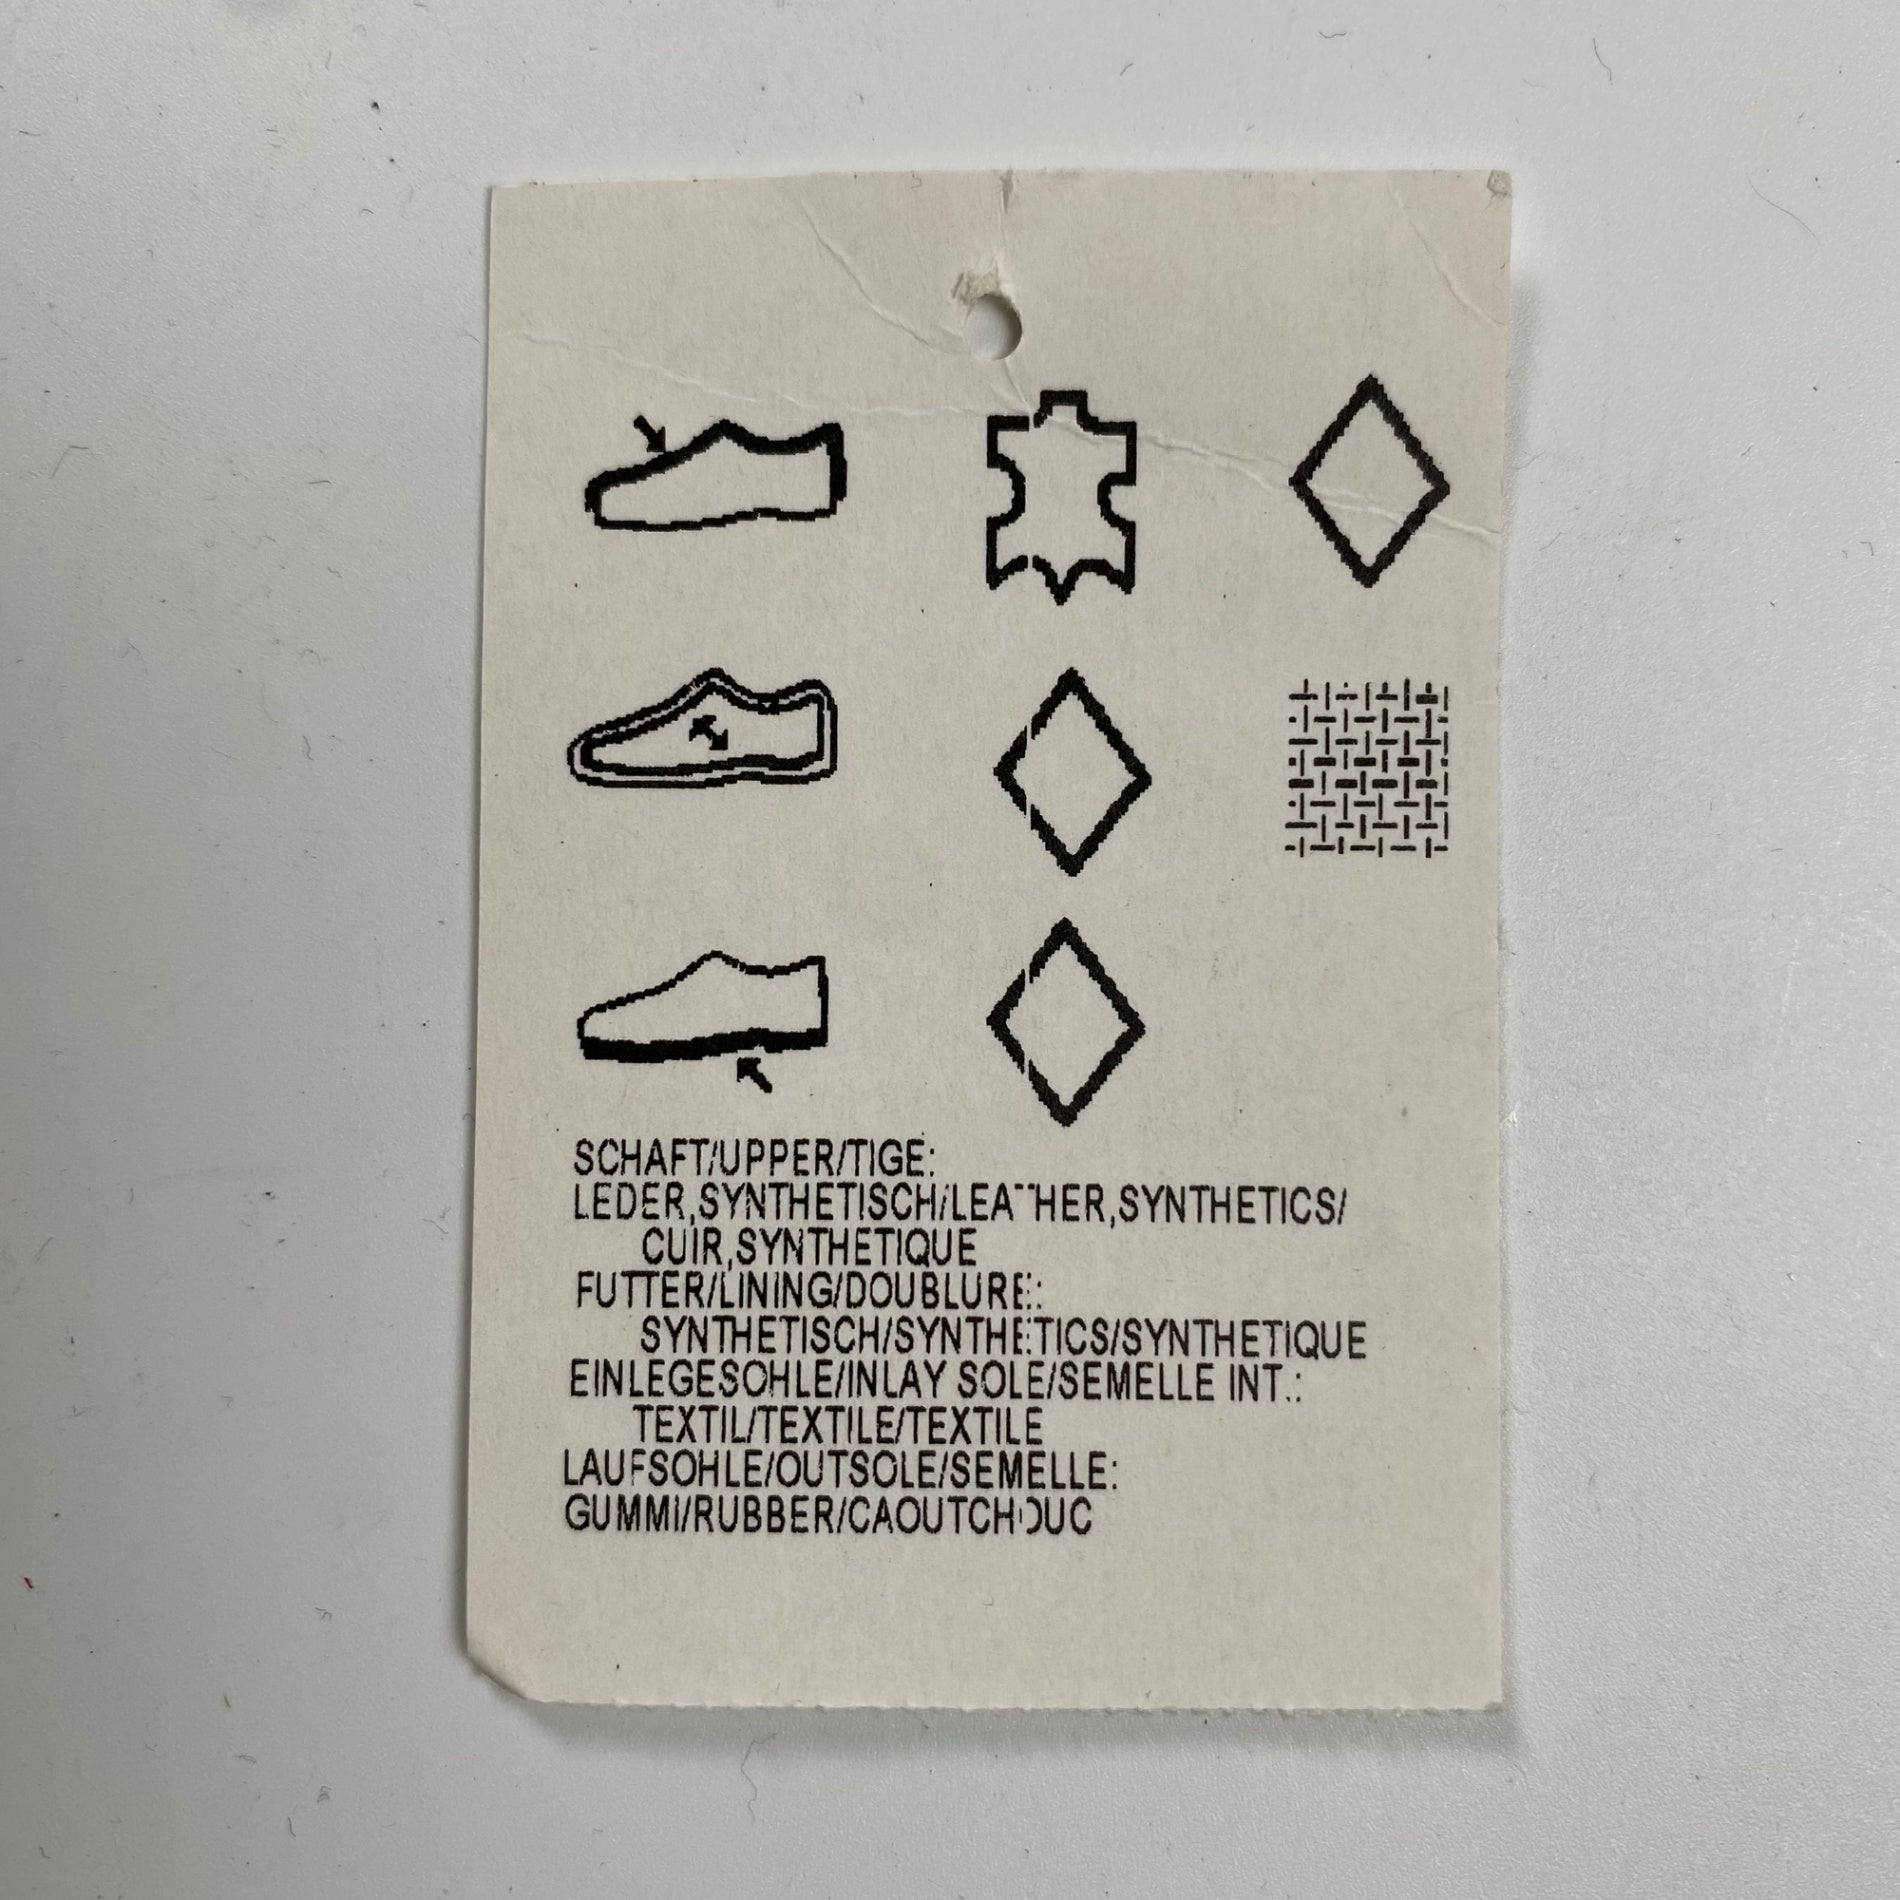 SCHAFT/UPPER/TIGE:
LEDER,SYNTHETISCH/LEATHER,SYNTHETICS/
CUIR,SYNTHETIQUE
FUTTER/LINING/DOUBLURE:
SYNTHETISCH/SYNTHETICS/SYNTHETIQUE
EINLEGESOHLE/INLAY SOLE/SEMELLE INT.:
TEXTIL/TEXTILE/TEXTILE
LAUFSOHLE/OUTSOLE/SEMELLE:
GUMMI/RUBBER/CAOUTCHOUC